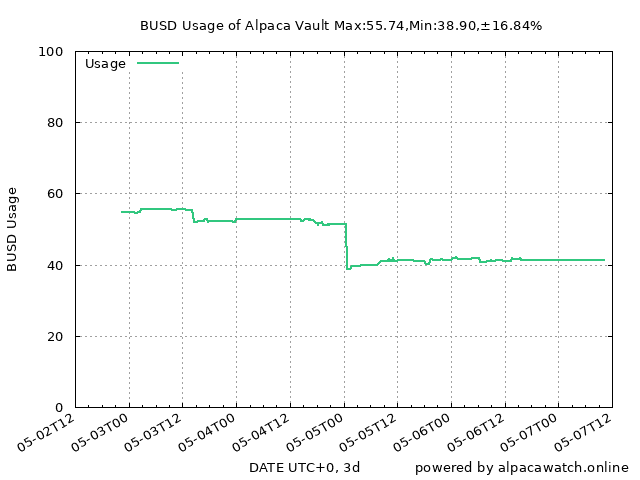 BUSD Usage of Alpaca Vault Max:55.74,Min:38.90,±16.84%
100
Usage
80
60
40
20
0
BUSD Usage
05-02T12
05-03T00
05-03T12
05-04T00
05-04T12
05-05T00
05-05T12
05-06T00
05-06T12
05-07T00
05-07T12
DATE UTC+0, 3d
powered by alpacawatch.online